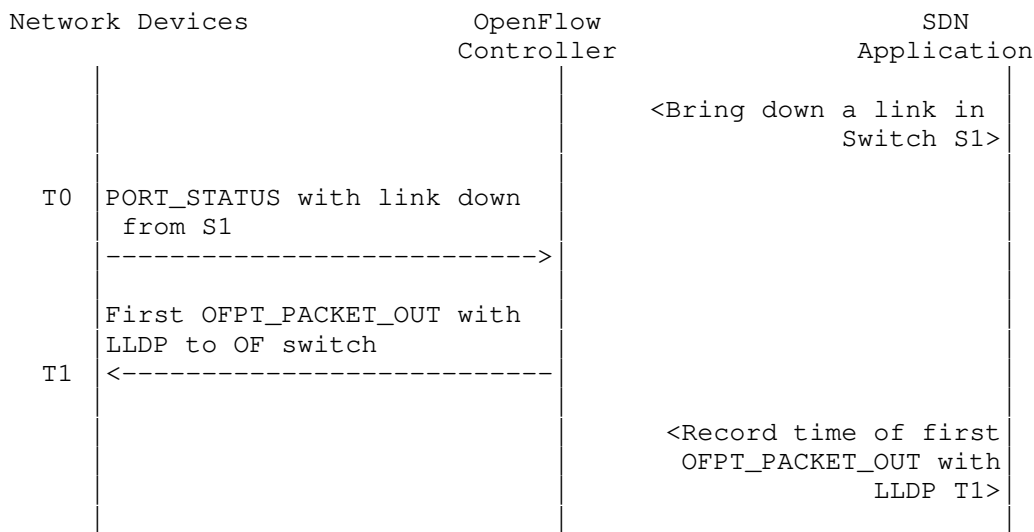 Network Devices OpenFlow SDN
Controller Application
<Bring down a link in
Switch S1>
T0 PORT_STATUS with link down
from S1
--------------------------->
First OFPT_PACKET_OUT with
LLDP to OF switch
T1 <---------------------------
<Record time of first
OFPT_PACKET_OUT with
LLDP T1>